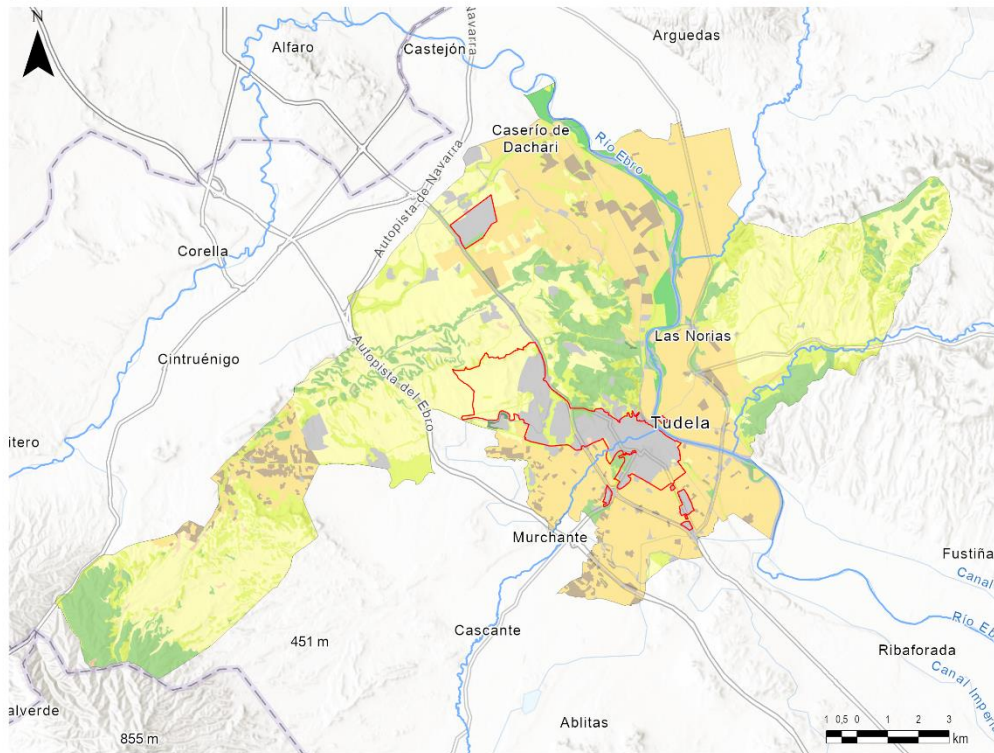 N
Alfaro
Castejón
Navarra
Arguedas
Caserío de
Dachari
Río Ebro
Autopista de Navarra
Corella
Cintruénigo
Autopista del Ebro
Las Norias
Tudela
itero
Murchante
Fustiña
Canal
Río Eb
Cascante
451 m
Ribaforada
Canal Imperi
alverde
855 m
Ablitas
1 0,5 0 1 2 3
km